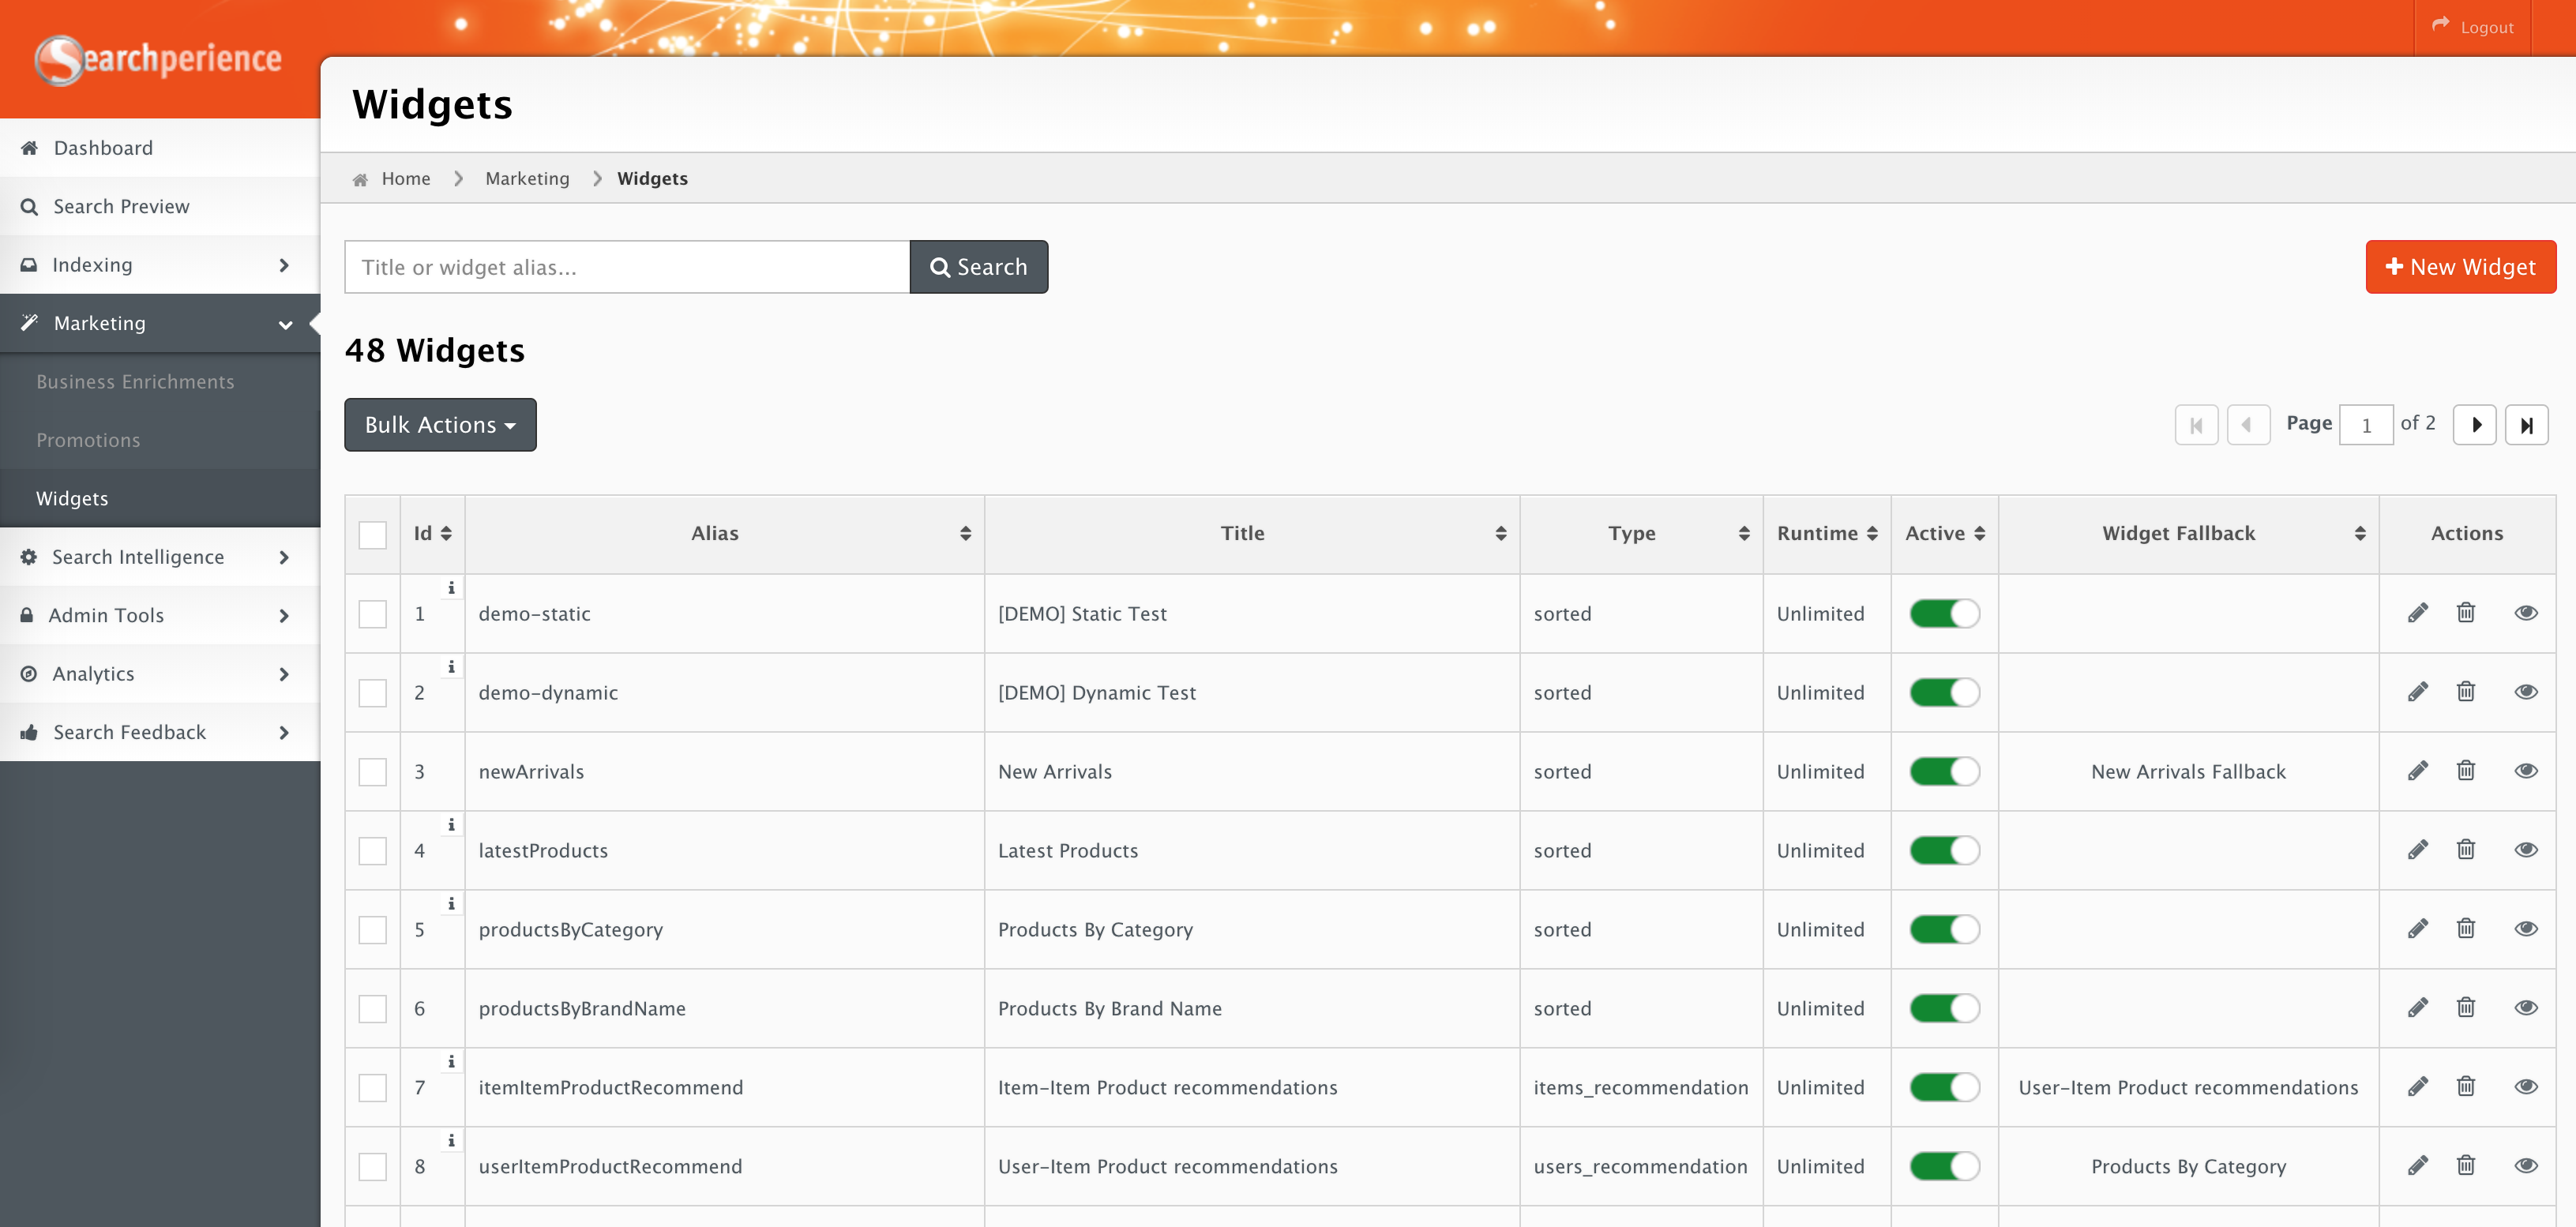 Searchperience
Logout
Widgets
Dashboard
Search Preview
Indexing
Marketing
Business Enrichments
Promotions
Widgets
Search Intelligence
Admin Tools
Analytics
Search Feedback
Home Marketing Widgets
Title or widget alias... Search
New Widget
48 Widgets
Bulk Actions
Page 1 of 2
Id Alias Title Type Runtime Active Widget Fallback Actions
1 demo-static [DEMO] Static Test sorted Unlimited
2 demo-dynamic [DEMO] Dynamic Test sorted Unlimited
3 newArrivals New Arrivals sorted Unlimited New Arrivals Fallback
4 latestProducts Latest Products sorted Unlimited
5 productsByCategory Products By Category sorted Unlimited
6 productsByBrandName Products By Brand Name sorted Unlimited
7 itemItemProductRecommend Item-Item Product recommendations items_recommendation Unlimited User-Item Product recommendations
8 userItemProductRecommend User-Item Product recommendations users_recommendation Unlimited Products By Category